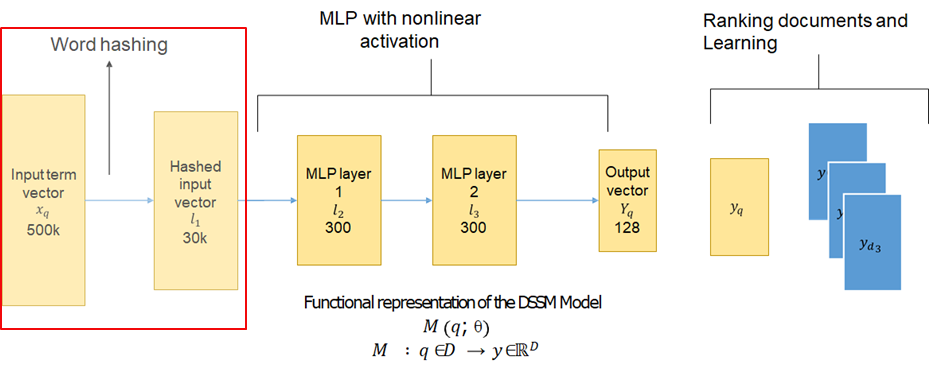 Word hashing
MLP with nonlinear
activation
Ranking documents and
Learning
Input term
vector
x_q
500k
Hashed
input
vector
l_1
30k
MLP layer
1
l_2
300
MLP layer
2
l_3
300
Output
vector
Y_q
128
y_q
y
y
y_{d_3}
Functional representation of the DSSM Model
M (q; θ)
M : q ∈D → y∈ℝ^D